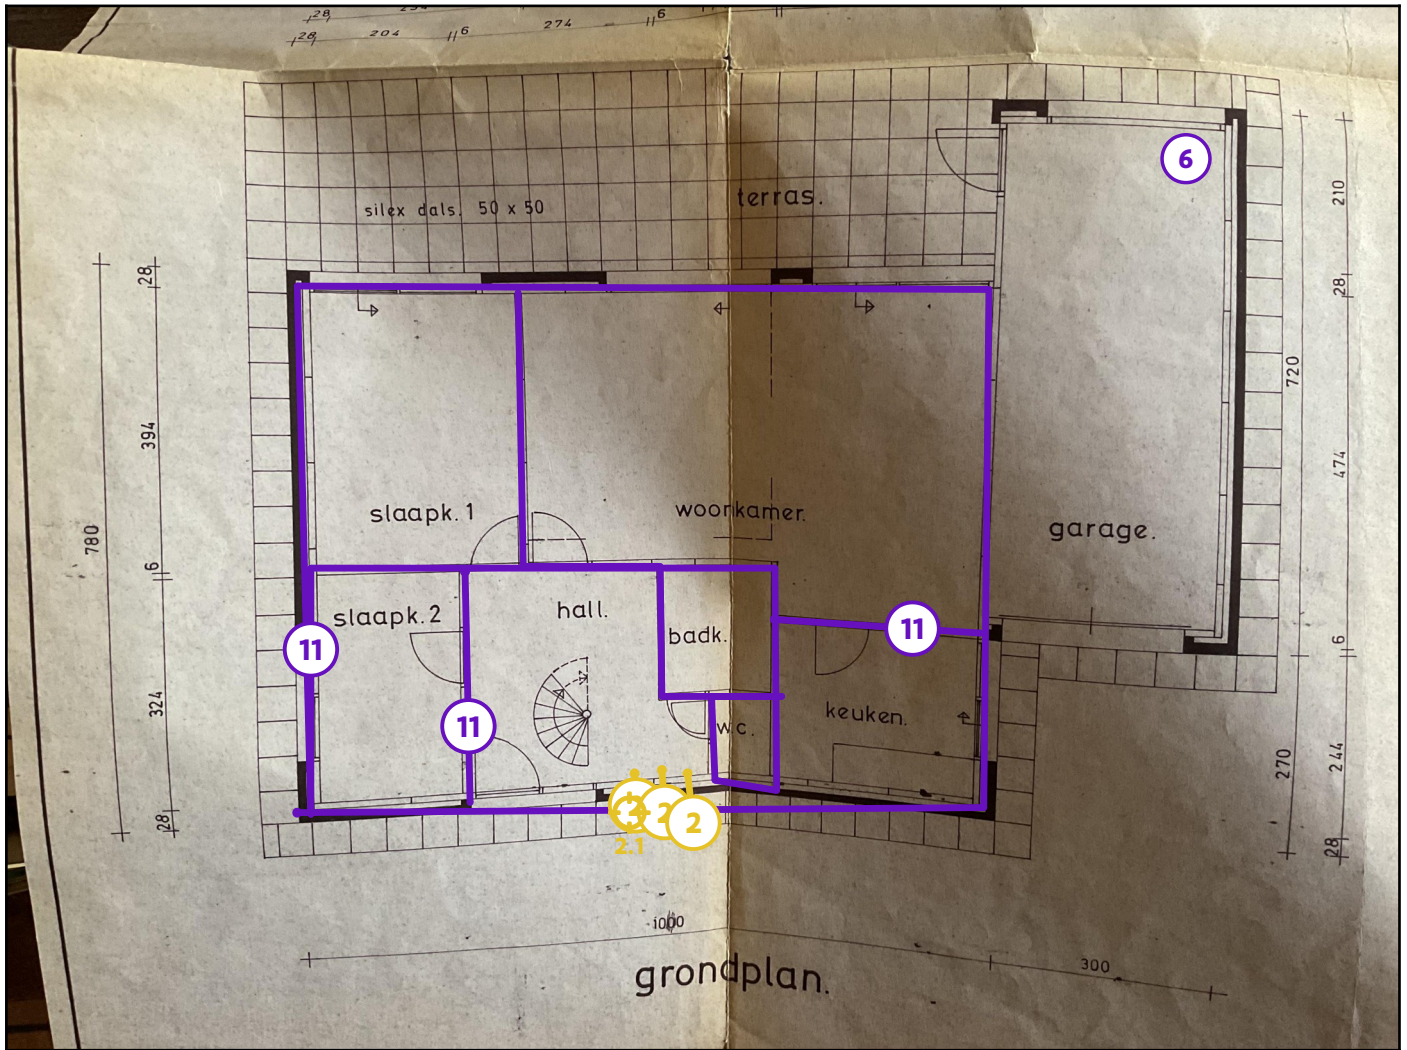 28
28
204
6
274
6
6
silex dals. 50 x 50
terras.
210
28
28
720
394
780
474
slaapk. 1
woonkamer.
garage.
6
slaapk. 2
hall.
badk.
11
11
6
324
11
w.c.
keuken.
270
244
2
2
2.1
28
28
1000
grondplan.
300